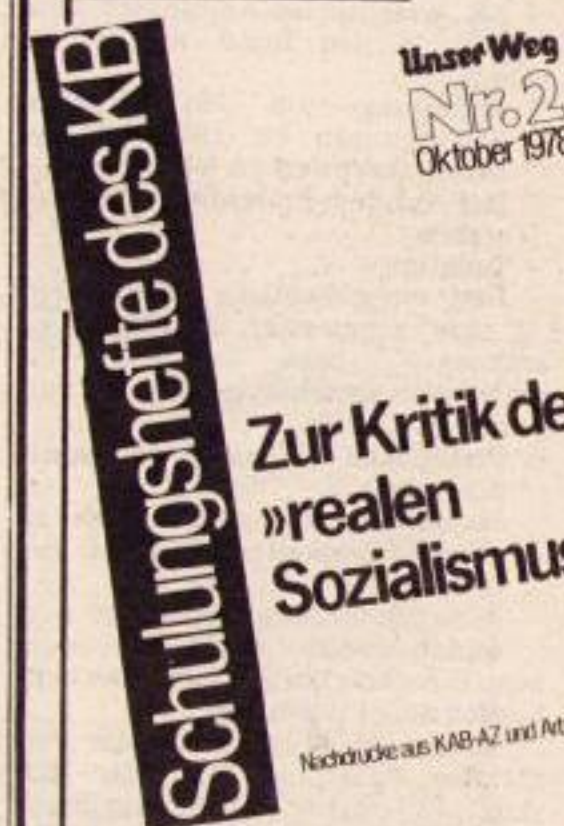 Schulungshefte des KB
Unser Weg
Nr. 2
Oktober 1978
Zur Kritik de
»realen
Sozialismus
Nachdrucke aus KAB-AZ und Art